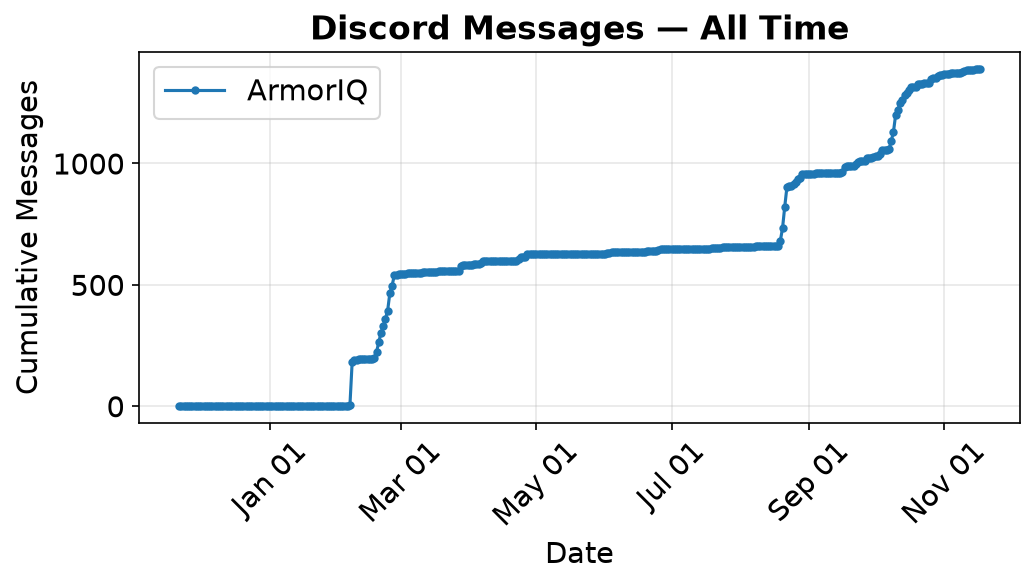 Discord Messages — All Time
ArmorIQ
Cumulative Messages
1000
500
0
Jan 01
Mar 01
May 01
Jul 01
Sep 01
Nov 01
Date